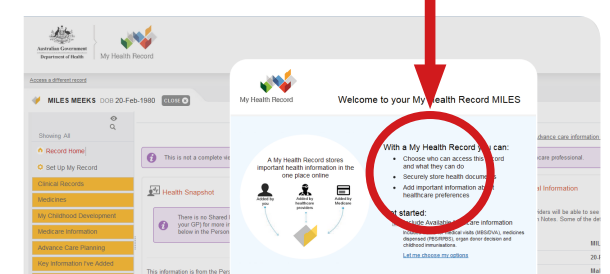 Australian Government
Department of Health
My Health Record
Access a different record
MILES MEEKS DOB 20-Feb-1980 CLOSE
Showing All
Record Home
Set Up My Record
Clinical Records
Medicines
My Childhood Development
Medicare Information
Advance Care Planning
Key Information I've Added
This is not a complete vie
Health Snapshot
There is no Shared
your GP) for more in
below in the Person
This information is from the Per
My Health Record
Welcome to your My Health Record MILES
A My Health Record stores
important health information in the
one place online
Added by
you
Added by
healthcare
providers
Added by
Medicare
With a My Health Record you can:
Choose who can access this record
and what they can do
Securely store health documents
Add important information about
healthcare preferences
Get started:
Include Available Medicare information
medical visits (MBS/DVA), medicines
dispensed (PBS/RPBS), organ donor decision and
childhood immunisations.
Let me choose my options
advance care information
care professional.
al Information
nders will be able to see
Notes. Some of the det
MIL
20-
Mal